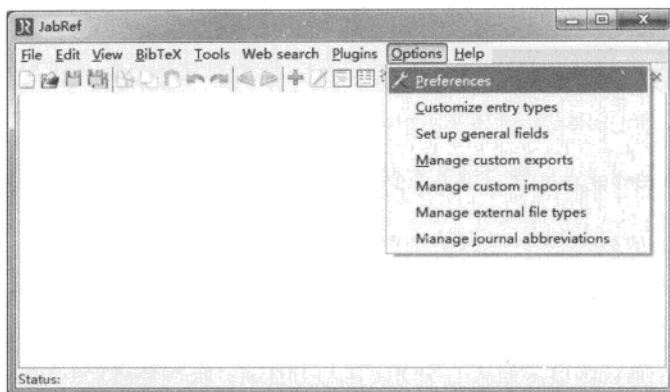 JabRef
File Edit View BibTeX Tools Web search Plugins Options Help
Preferences
Customize entry types
Set up general fields
Manage custom exports
Manage custom imports
Manage external file types
Manage journal abbreviations
Status: